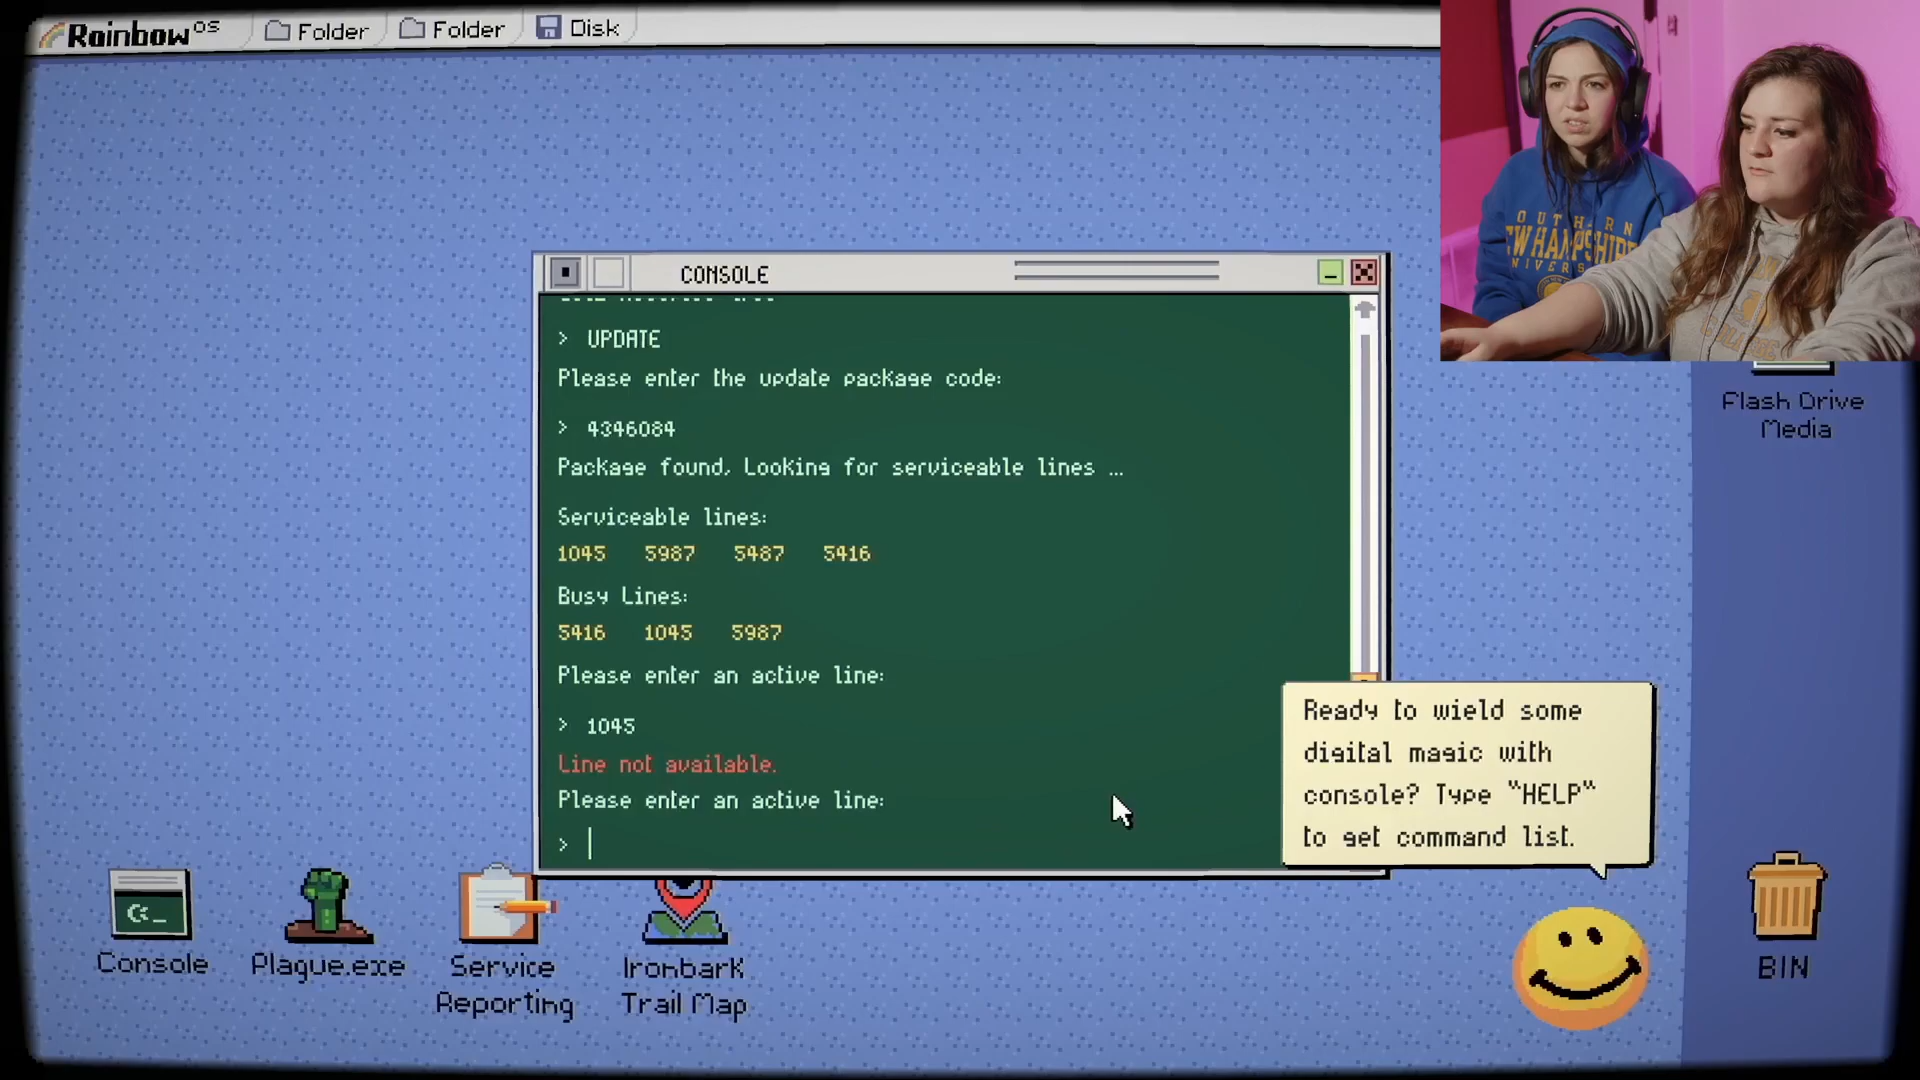 Rainbow OS
Folder
Folder
Disk
CONSOLE
> UPDATE
Please enter the update package code:
> 4346084
Package found, Looking for serviceable lines ...
Serviceable lines:
1045 5987 5487 5416
Busy Lines:
5416 1045 5987
Please enter an active line:
> 1045
Line not available.
Please enter an active line:
>
Ready to wield some
digital magic with
console? Type "HELP"
to get command list.
Flash Drive
Media
Console
Plague.exe
Service
Reporting
Ironbark
Trail Map
BIN